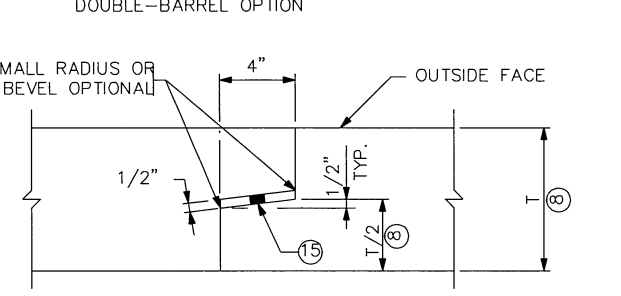 DOUBLE-BARREL OPTION
MALL RADIUS OR
BEVEL OPTIONAL
4"
OUTSIDE FACE
1/2"
1/2"
TYP.
T/2
8
T
8
15